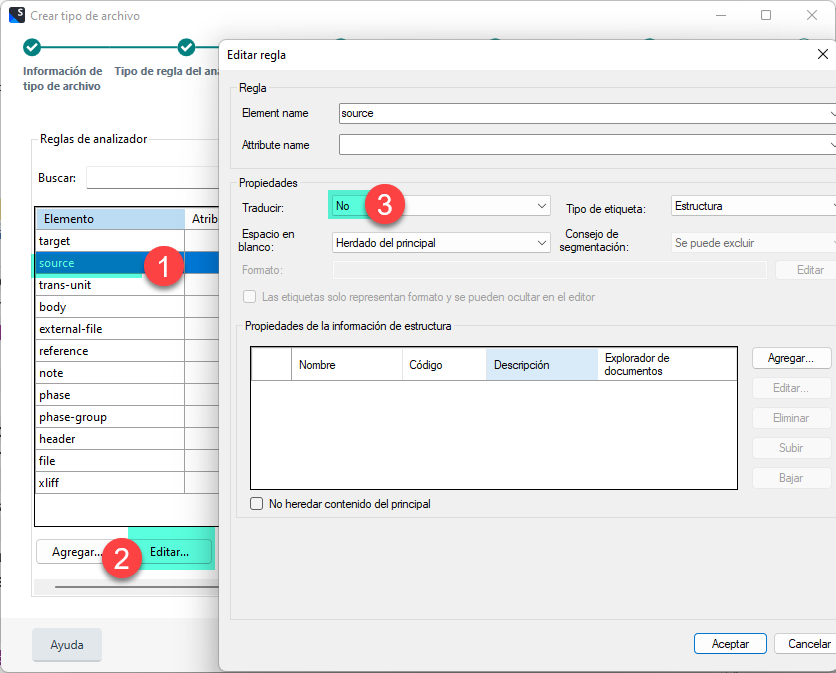 Crear tipo de archivo
Información de
tipo de archivo
Tipo de regla del ana
Reglas de analizador
Buscar:
Elemento
Atrib
target
source
1
trans-unit
body
external-file
reference
note
phase
phase-group
header
file
xliff
Agregar...
2
Editar...
Ayuda
Editar regla
Regla
Element name
source
Attribute name
Propiedades
Traducir:
No
3
Tipo de etiqueta:
Estructura
Espacio en
blanco:
Herdado del principal
Consejo de
segmentación:
Se puede excluir
Formato:
Editar
Las etiquetas solo representan formato y se pueden ocultar en el editor
Propiedades de la información de estructura
Nombre
Código
Descripción
Explorador de
documentos
Agregar...
Editar...
Eliminar
Subir
Bajar
No heredar contenido del principal
Aceptar
Cancelar